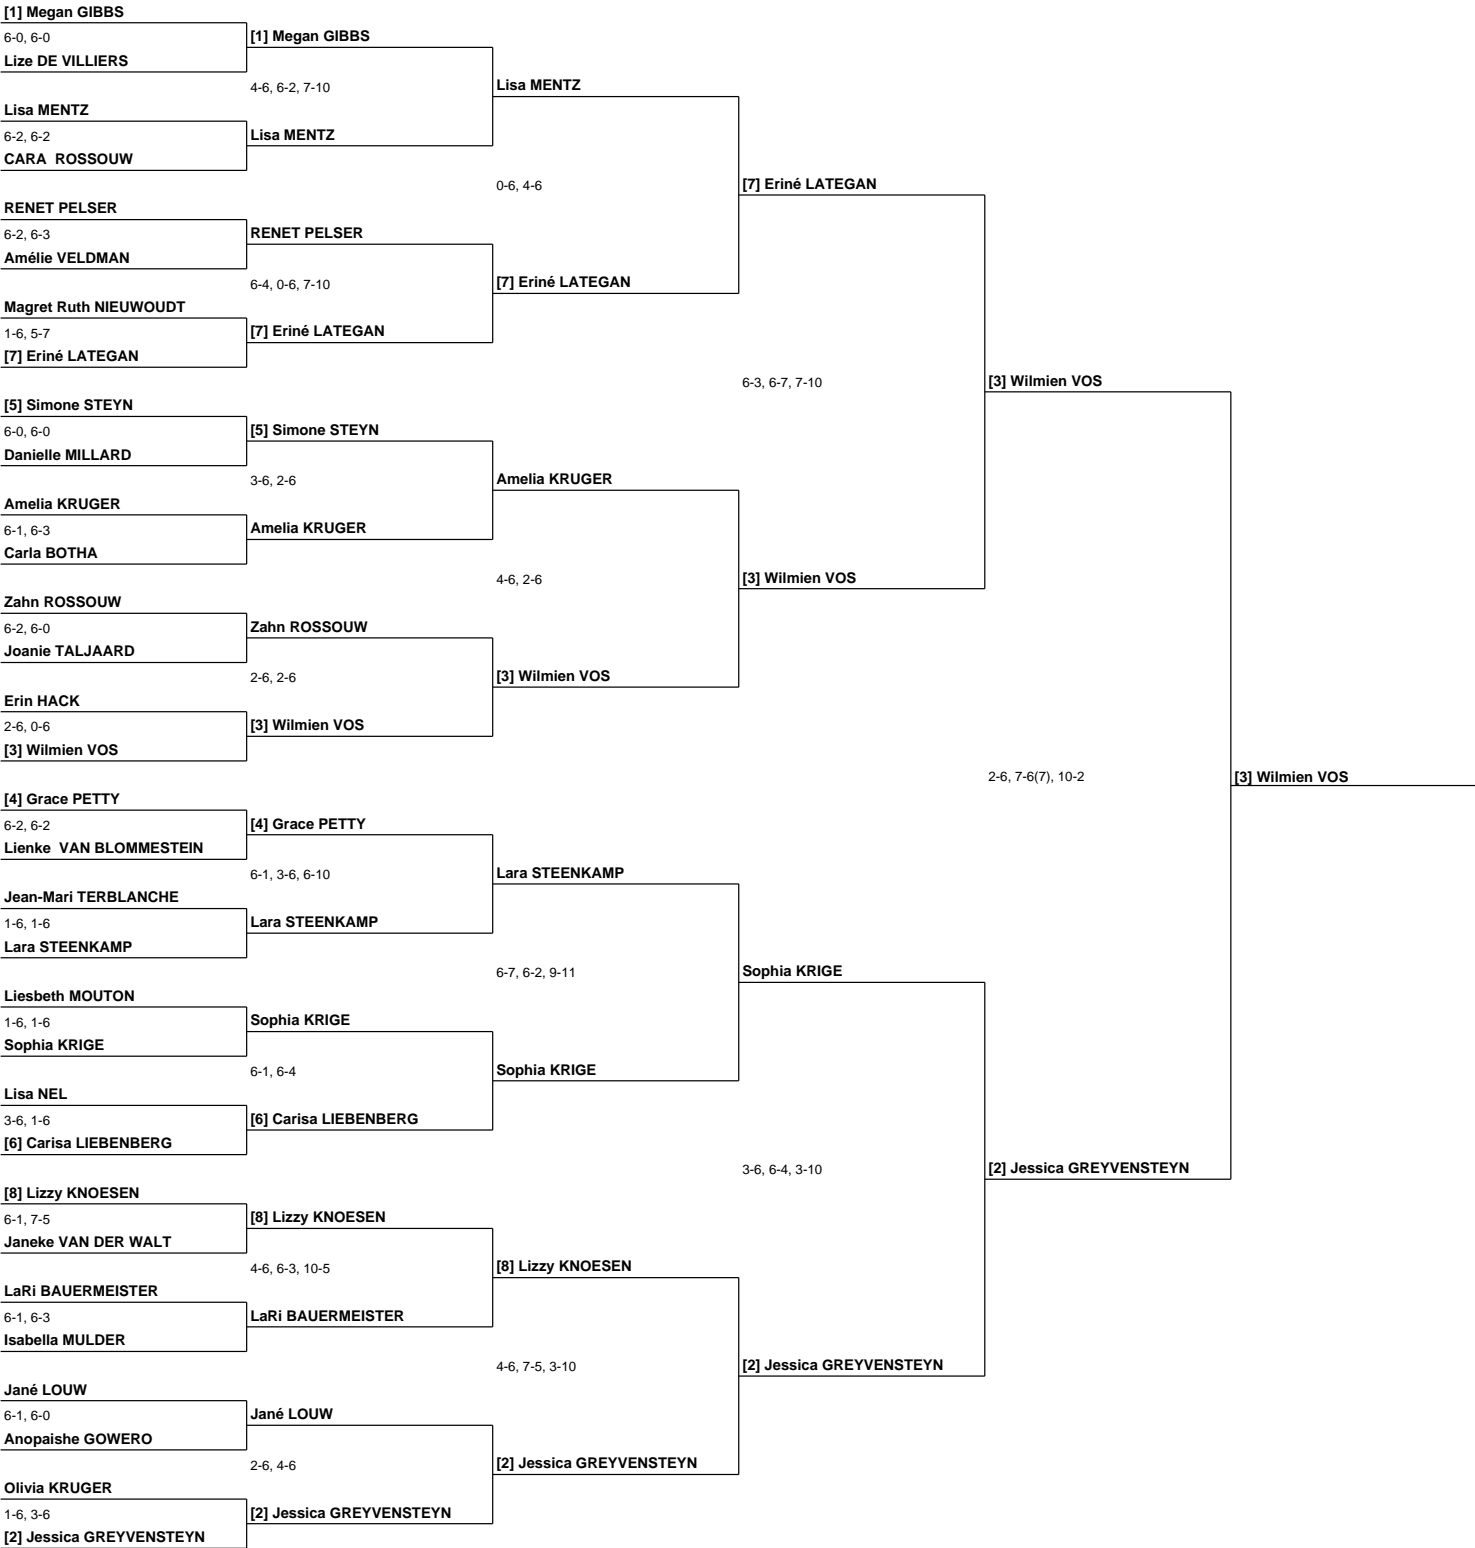 [1] Megan GIBBS
6-0, 6-0
Lize DE VILLIERS
Lisa MENTZ
6-2, 6-2
CARA  ROSSOUW
RENET PELSER
6-2, 6-3
Amélie VELDMAN
Magret Ruth NIEUWOUDT
1-6, 5-7
[7] Eriné LATEGAN
[5] Simone STEYN
6-0, 6-0
Danielle MILLARD
Amelia KRUGER
6-1, 6-3
Carla BOTHA
Zahn ROSSOUW
6-2, 6-0
Joanie TALJAARD
Erin HACK
2-6, 0-6
[3] Wilmien VOS
[4] Grace PETTY
6-2, 6-2
Lienke  VAN BLOMMESTEIN
Jean-Mari TERBLANCHE
1-6, 1-6
Lara STEENKAMP
Liesbeth MOUTON
1-6, 1-6
Sophia KRIGE
Lisa NEL
3-6, 1-6
[6] Carisa LIEBENBERG
[8] Lizzy KNOESEN
6-1, 7-5
Janeke VAN DER WALT
LaRi BAUERMEISTER
6-1, 6-3
Isabella MULDER
Jané LOUW
6-1, 6-0
Anopaishe GOWERO
Olivia KRUGER
1-6, 3-6
[2] Jessica GREYVENSTEYN
[1] Megan GIBBS
4-6, 6-2, 7-10
Lisa MENTZ
RENET PELSER
6-4, 0-6, 7-10
[7] Eriné LATEGAN
[5] Simone STEYN
3-6, 2-6
Amelia KRUGER
Zahn ROSSOUW
2-6, 2-6
[3] Wilmien VOS
[4] Grace PETTY
6-1, 3-6, 6-10
Lara STEENKAMP
Sophia KRIGE
6-1, 6-4
[6] Carisa LIEBENBERG
[8] Lizzy KNOESEN
4-6, 6-3, 10-5
LaRi BAUERMEISTER
Jané LOUW
2-6, 4-6
[2] Jessica GREYVENSTEYN
Lisa MENTZ
0-6, 4-6
[7] Eriné LATEGAN
Amelia KRUGER
4-6, 2-6
[3] Wilmien VOS
Lara STEENKAMP
6-7, 6-2, 9-11
Sophia KRIGE
[8] Lizzy KNOESEN
4-6, 7-5, 3-10
[2] Jessica GREYVENSTEYN
[7] Eriné LATEGAN
6-3, 6-7, 7-10
[3] Wilmien VOS
Sophia KRIGE
3-6, 6-4, 3-10
[2] Jessica GREYVENSTEYN
[3] Wilmien VOS
2-6, 7-6(7), 10-2
[2] Jessica GREYVENSTEYN
[3] Wilmien VOS